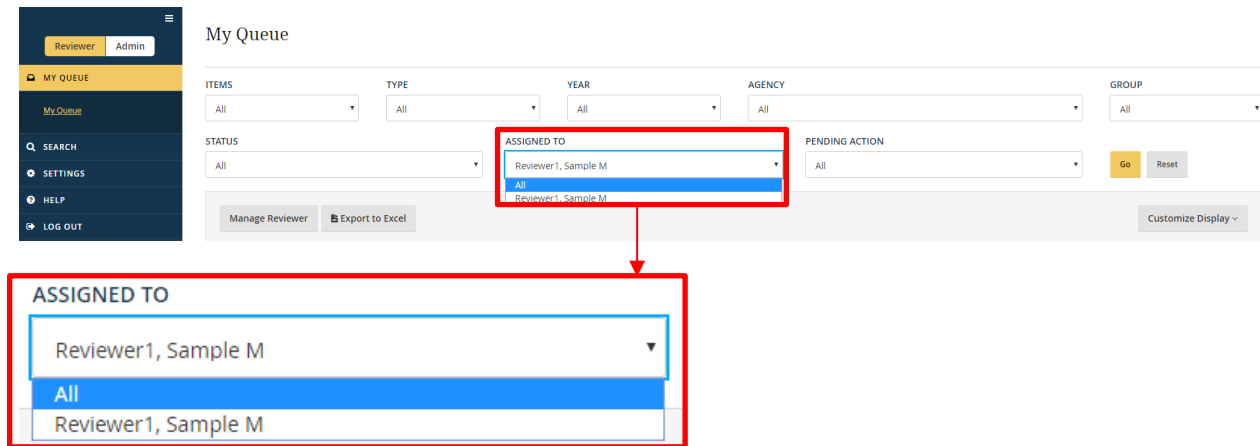 Reviewer Admin
MY QUEUE
My Queue
SEARCH
SETTINGS
HELP
LOG OUT
My Queue
ITEMS TYPE YEAR AGENCY GROUP
All All All All All
STATUS ASSIGNED TO PENDING ACTION
All Reviewer1, Sample M All Go Reset
All
Reviewer1, Sample M
Manage Reviewer Export to Excel Customize Display
ASSIGNED TO
Reviewer1, Sample M
All
Reviewer1, Sample M